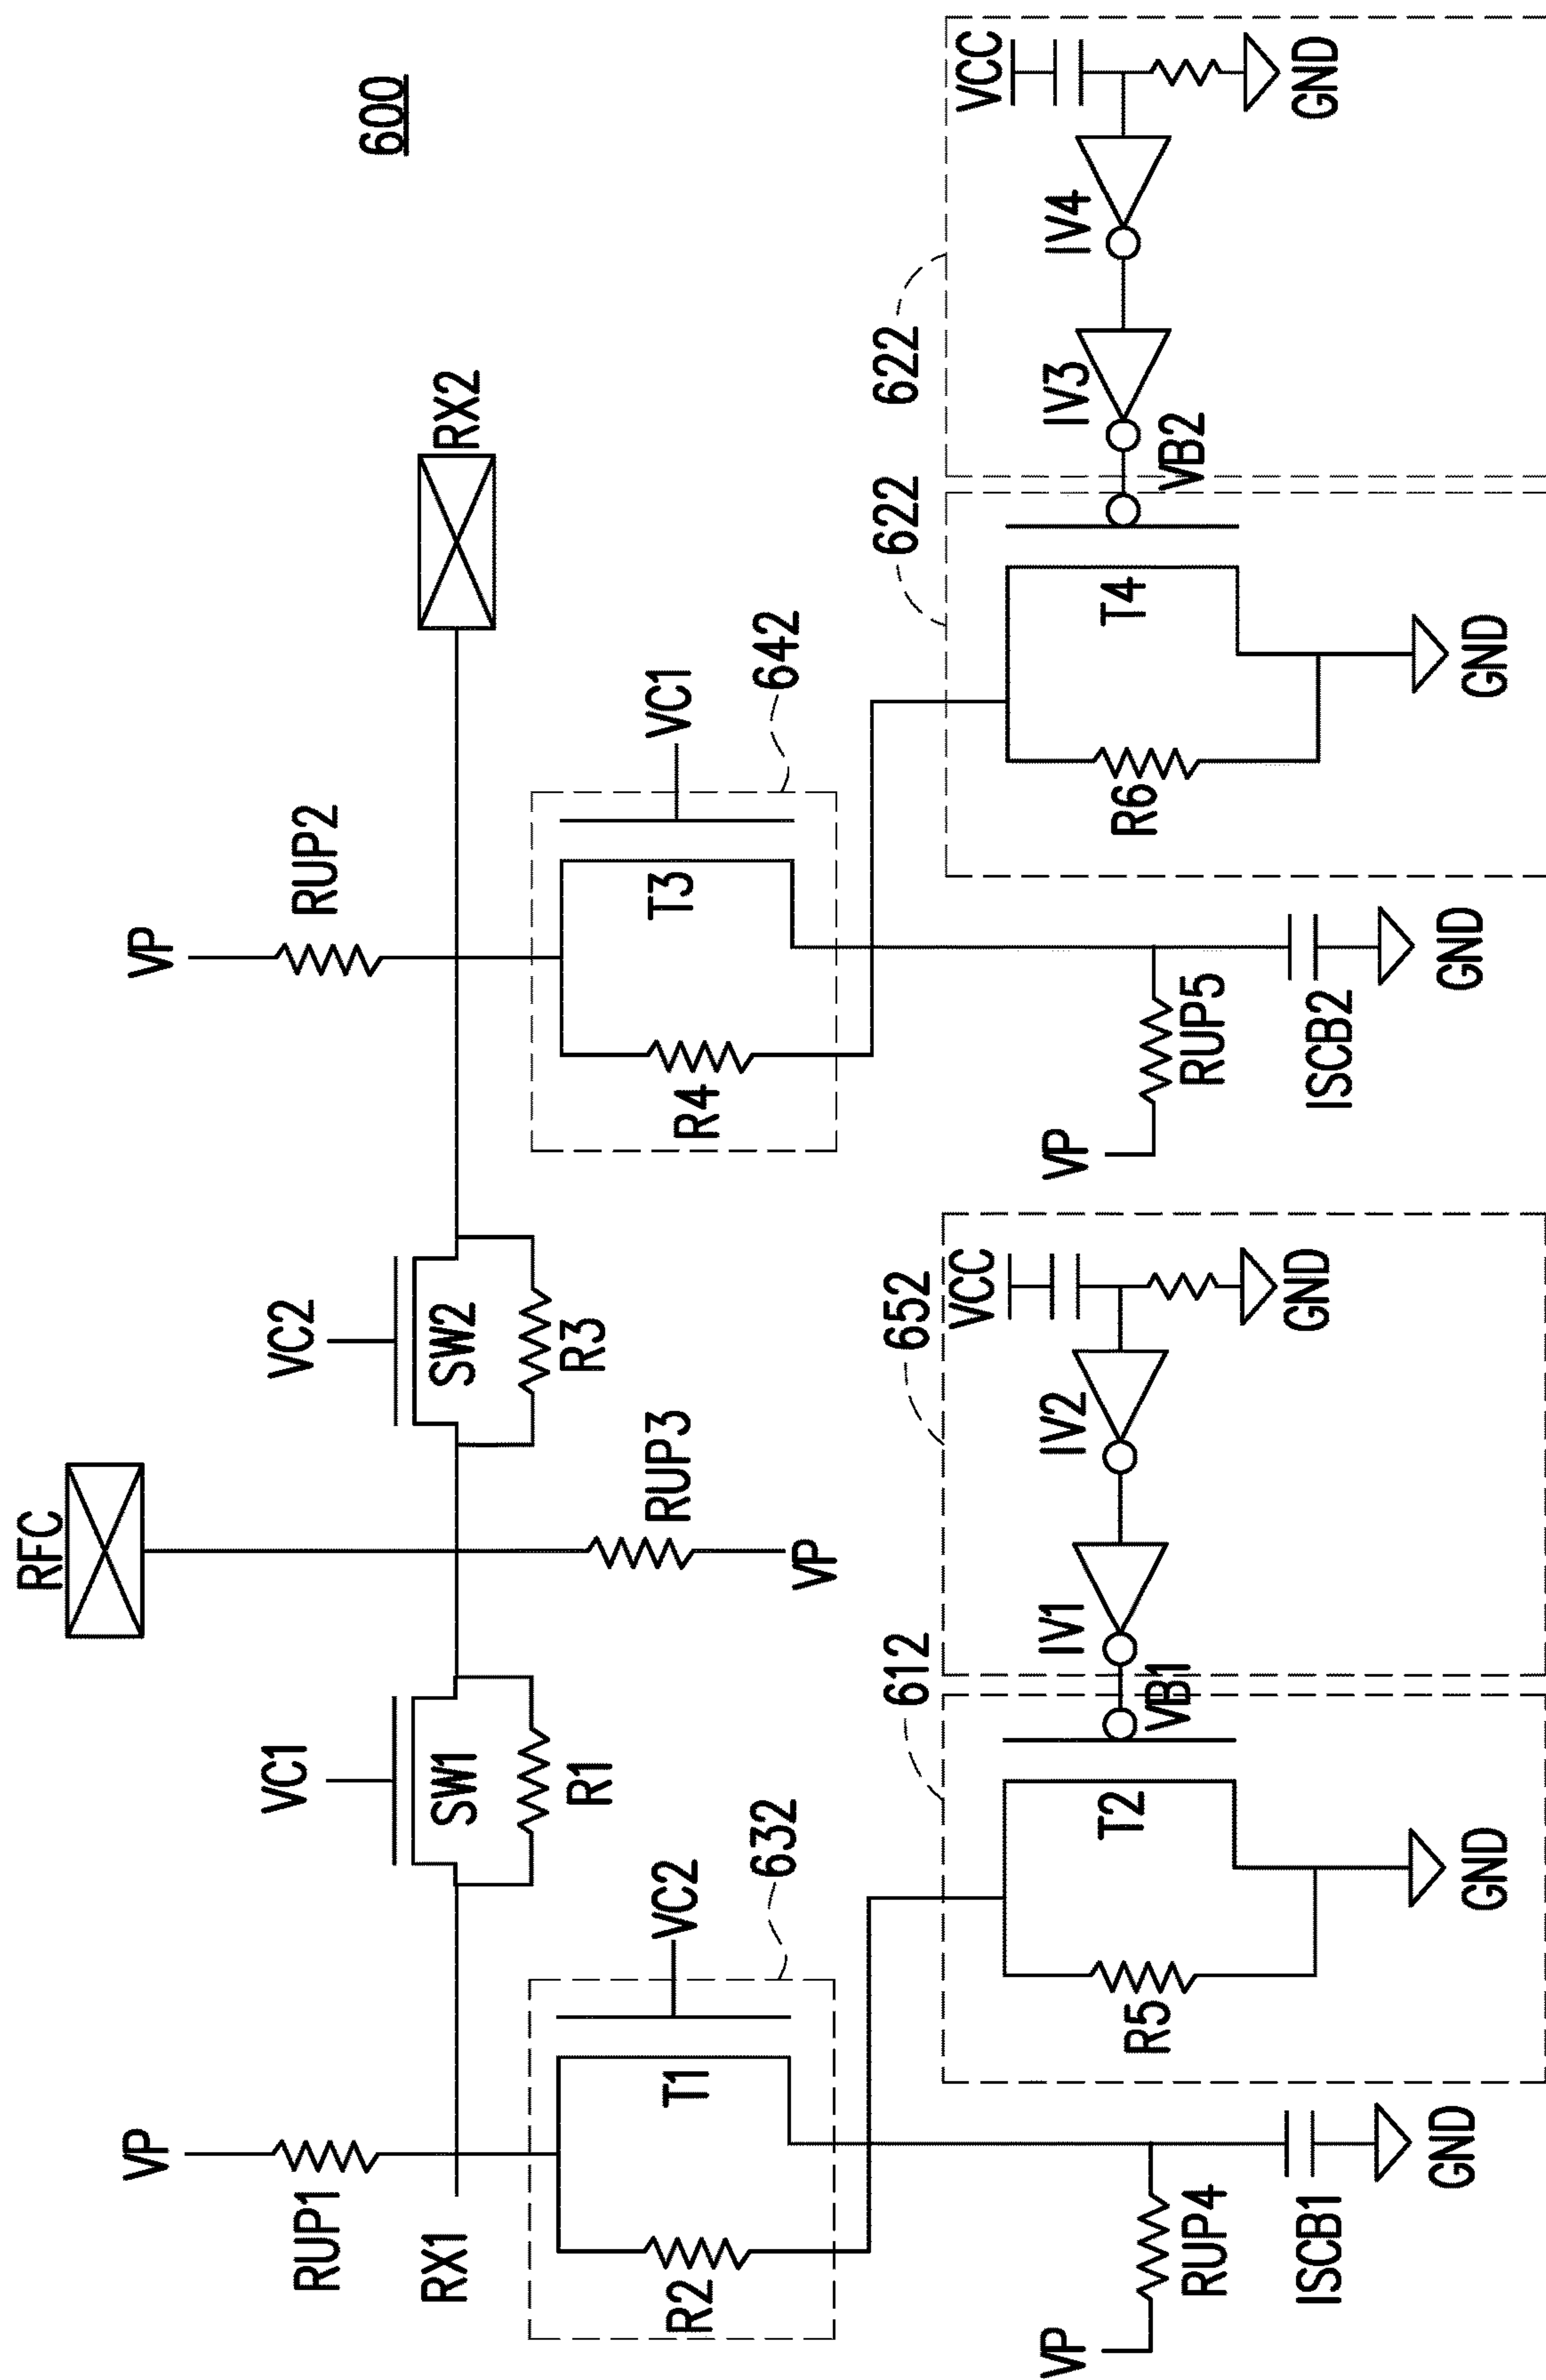 600
RFC
VP
RUP1
RX1
VC1
SW1
R1
RUP3
VP
VC2
SW2
R3
VP
RUP2
RX2
632
VC2
T1
R2
642
VC1
T3
R4
VP
RUP4
ISCB1
GND
612
VB1
T2
R5
GND
652
VCC
IV1
IV2
GND
VP
RUP5
ISCB2
GND
622
T4
R6
GND
622
VCC
IV3
IV4
VB2
GND